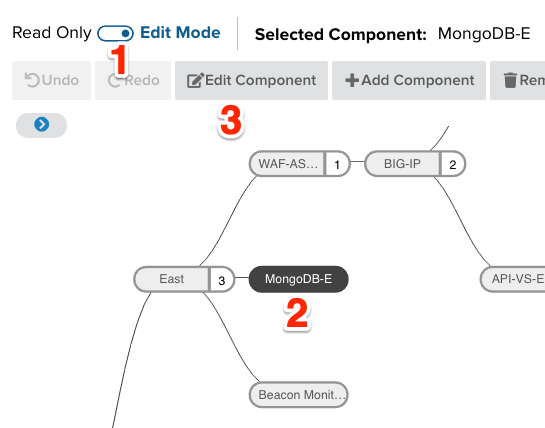 Read Only Edit Mode Selected Component: MongoDB-E
1
Undo Redo Edit Component Add Component Rem
3
WAF-AS... 1 BIG-IP 2
East 3 MongoDB-E API-VS-E
2
Beacon Monit...